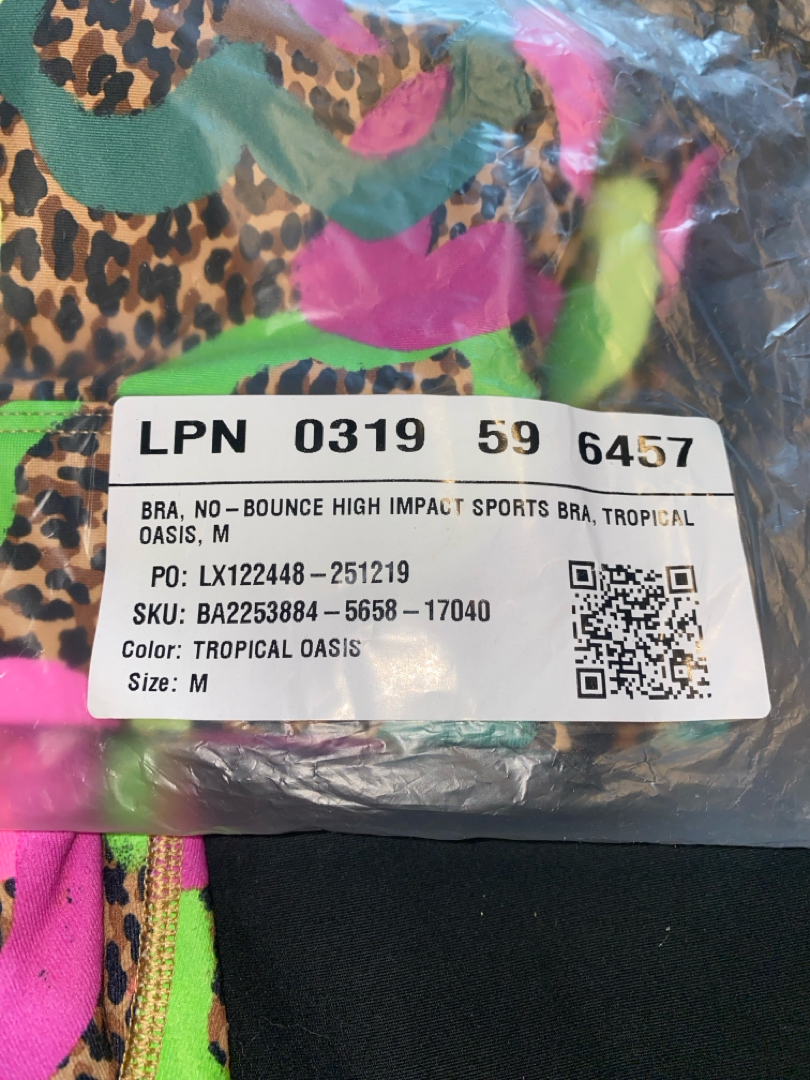 LPN 0319 59 6457
BRA, NO-BOUNCE HIGH IMPACT SPORTS BRA, TROPICAL
OASIS, M
PO: LX122448-251219
SKU: BA2253884-5658-17040
Color: TROPICAL OASIS
Size: M